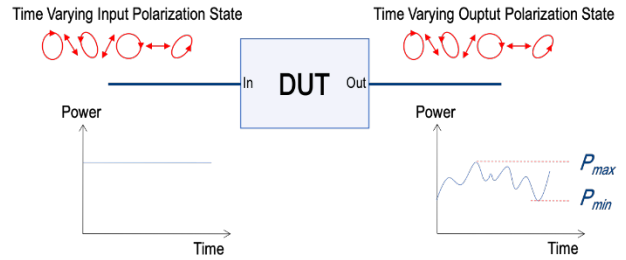 Time Varying Input Polarization State
Time Varying Ouptut Polarization State
In
DUT
Out
Power
Time
Power
Pmax
Pmin
Time